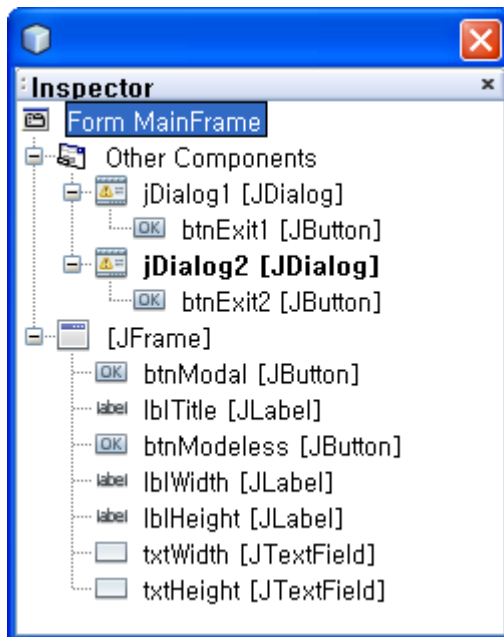 Inspector
Form MainFrame
Other Components
jDialog1 [JDialog]
OK btnExit1 [JButton]
jDialog2 [JDialog]
OK btnExit2 [JButton]
[JFrame]
OK btnModal [JButton]
label lblTitle [JLabel]
OK btnModeless [JButton]
label lblWidth [JLabel]
label lblHeight [JLabel]
txtWidth [JTextField]
txtHeight [JTextField]